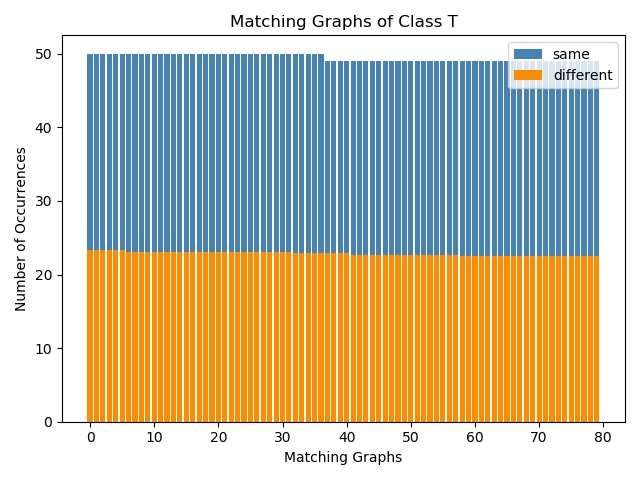 Matching Graphs of Class T
same
different
Number of Occurrences
50
40
30
20
10
0
0 10 20 30 40 50 60 70 80
Matching Graphs